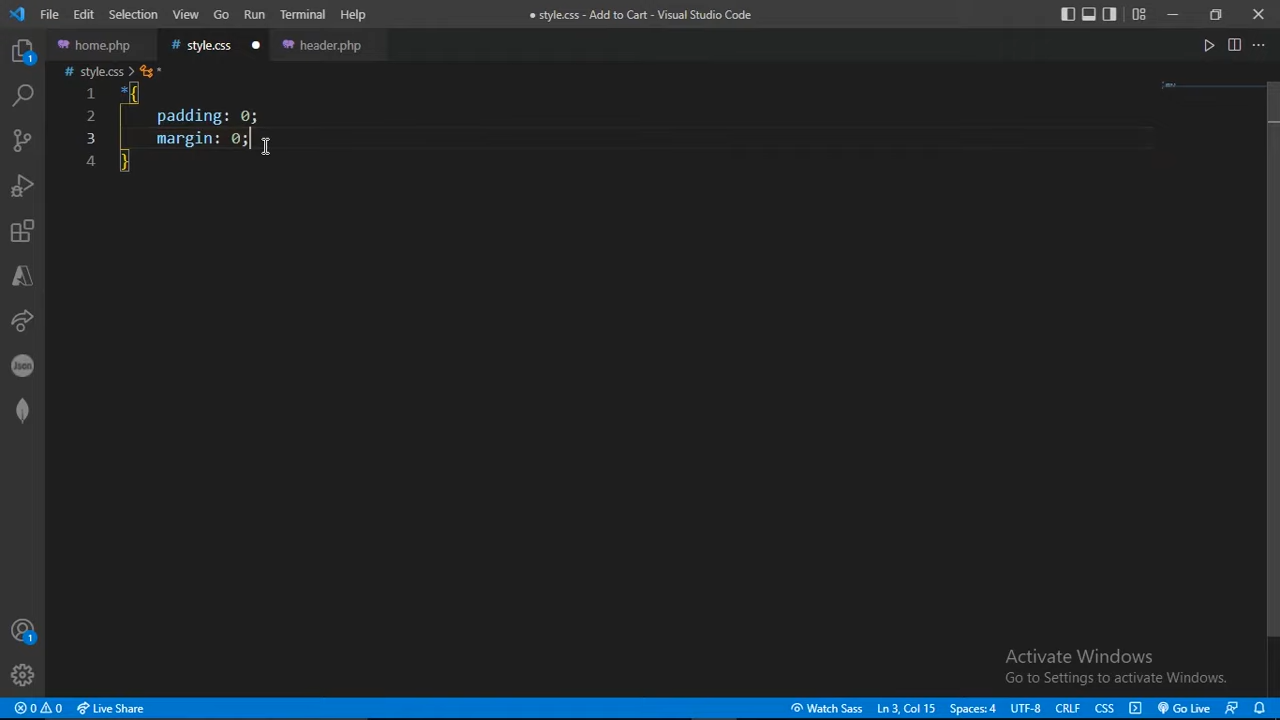 File Edit Selection View Go Run Terminal Help
● style.css - Add to Cart - Visual Studio Code
home.php
# style.css
header.php
# style.css > *
1 *{
2 padding: 0;
3 margin: 0;
4 }
1
Json
1
Activate Windows
Go to Settings to activate Windows.
0 0 Live Share Watch Sass Ln 3, Col 15 Spaces: 4 UTF-8 CRLF CSS Go Live